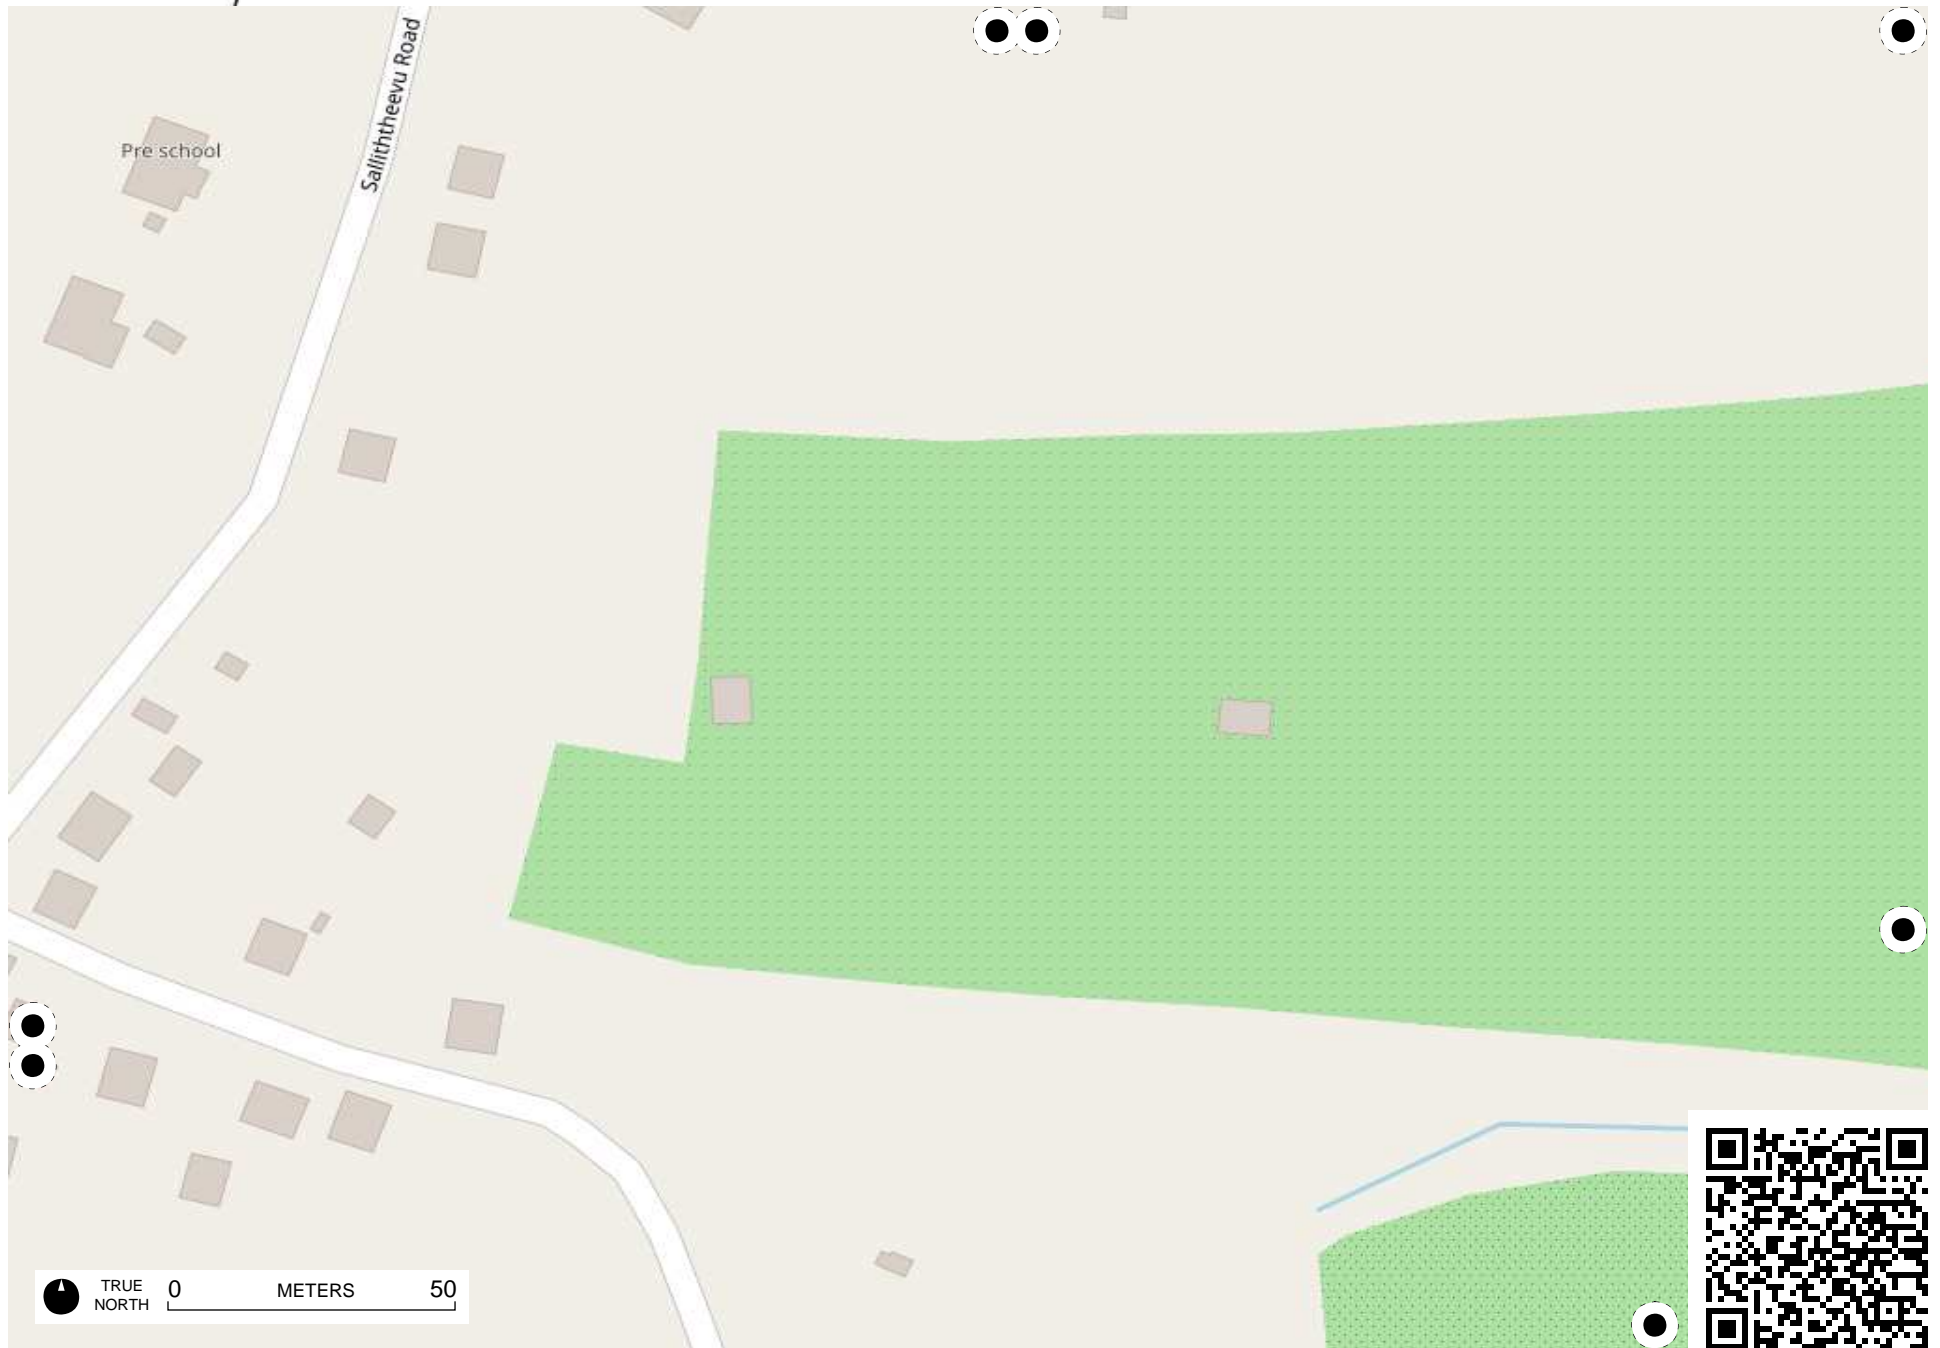 Salliththeevu Road
Pre school
TRUE
NORTH
0 METERS 50